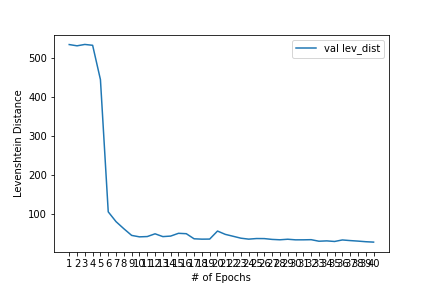 val lev_dist
500
400
300
200
100
Levenshtein Distance
1 2 3 4 5 6 7 8 9 10 11 12 13 14 15 16 17 18 19 20 21 22 23 24 25 26 27 28 29 30 31 32 33 34 35 36 37 38 39 40
# of Epochs